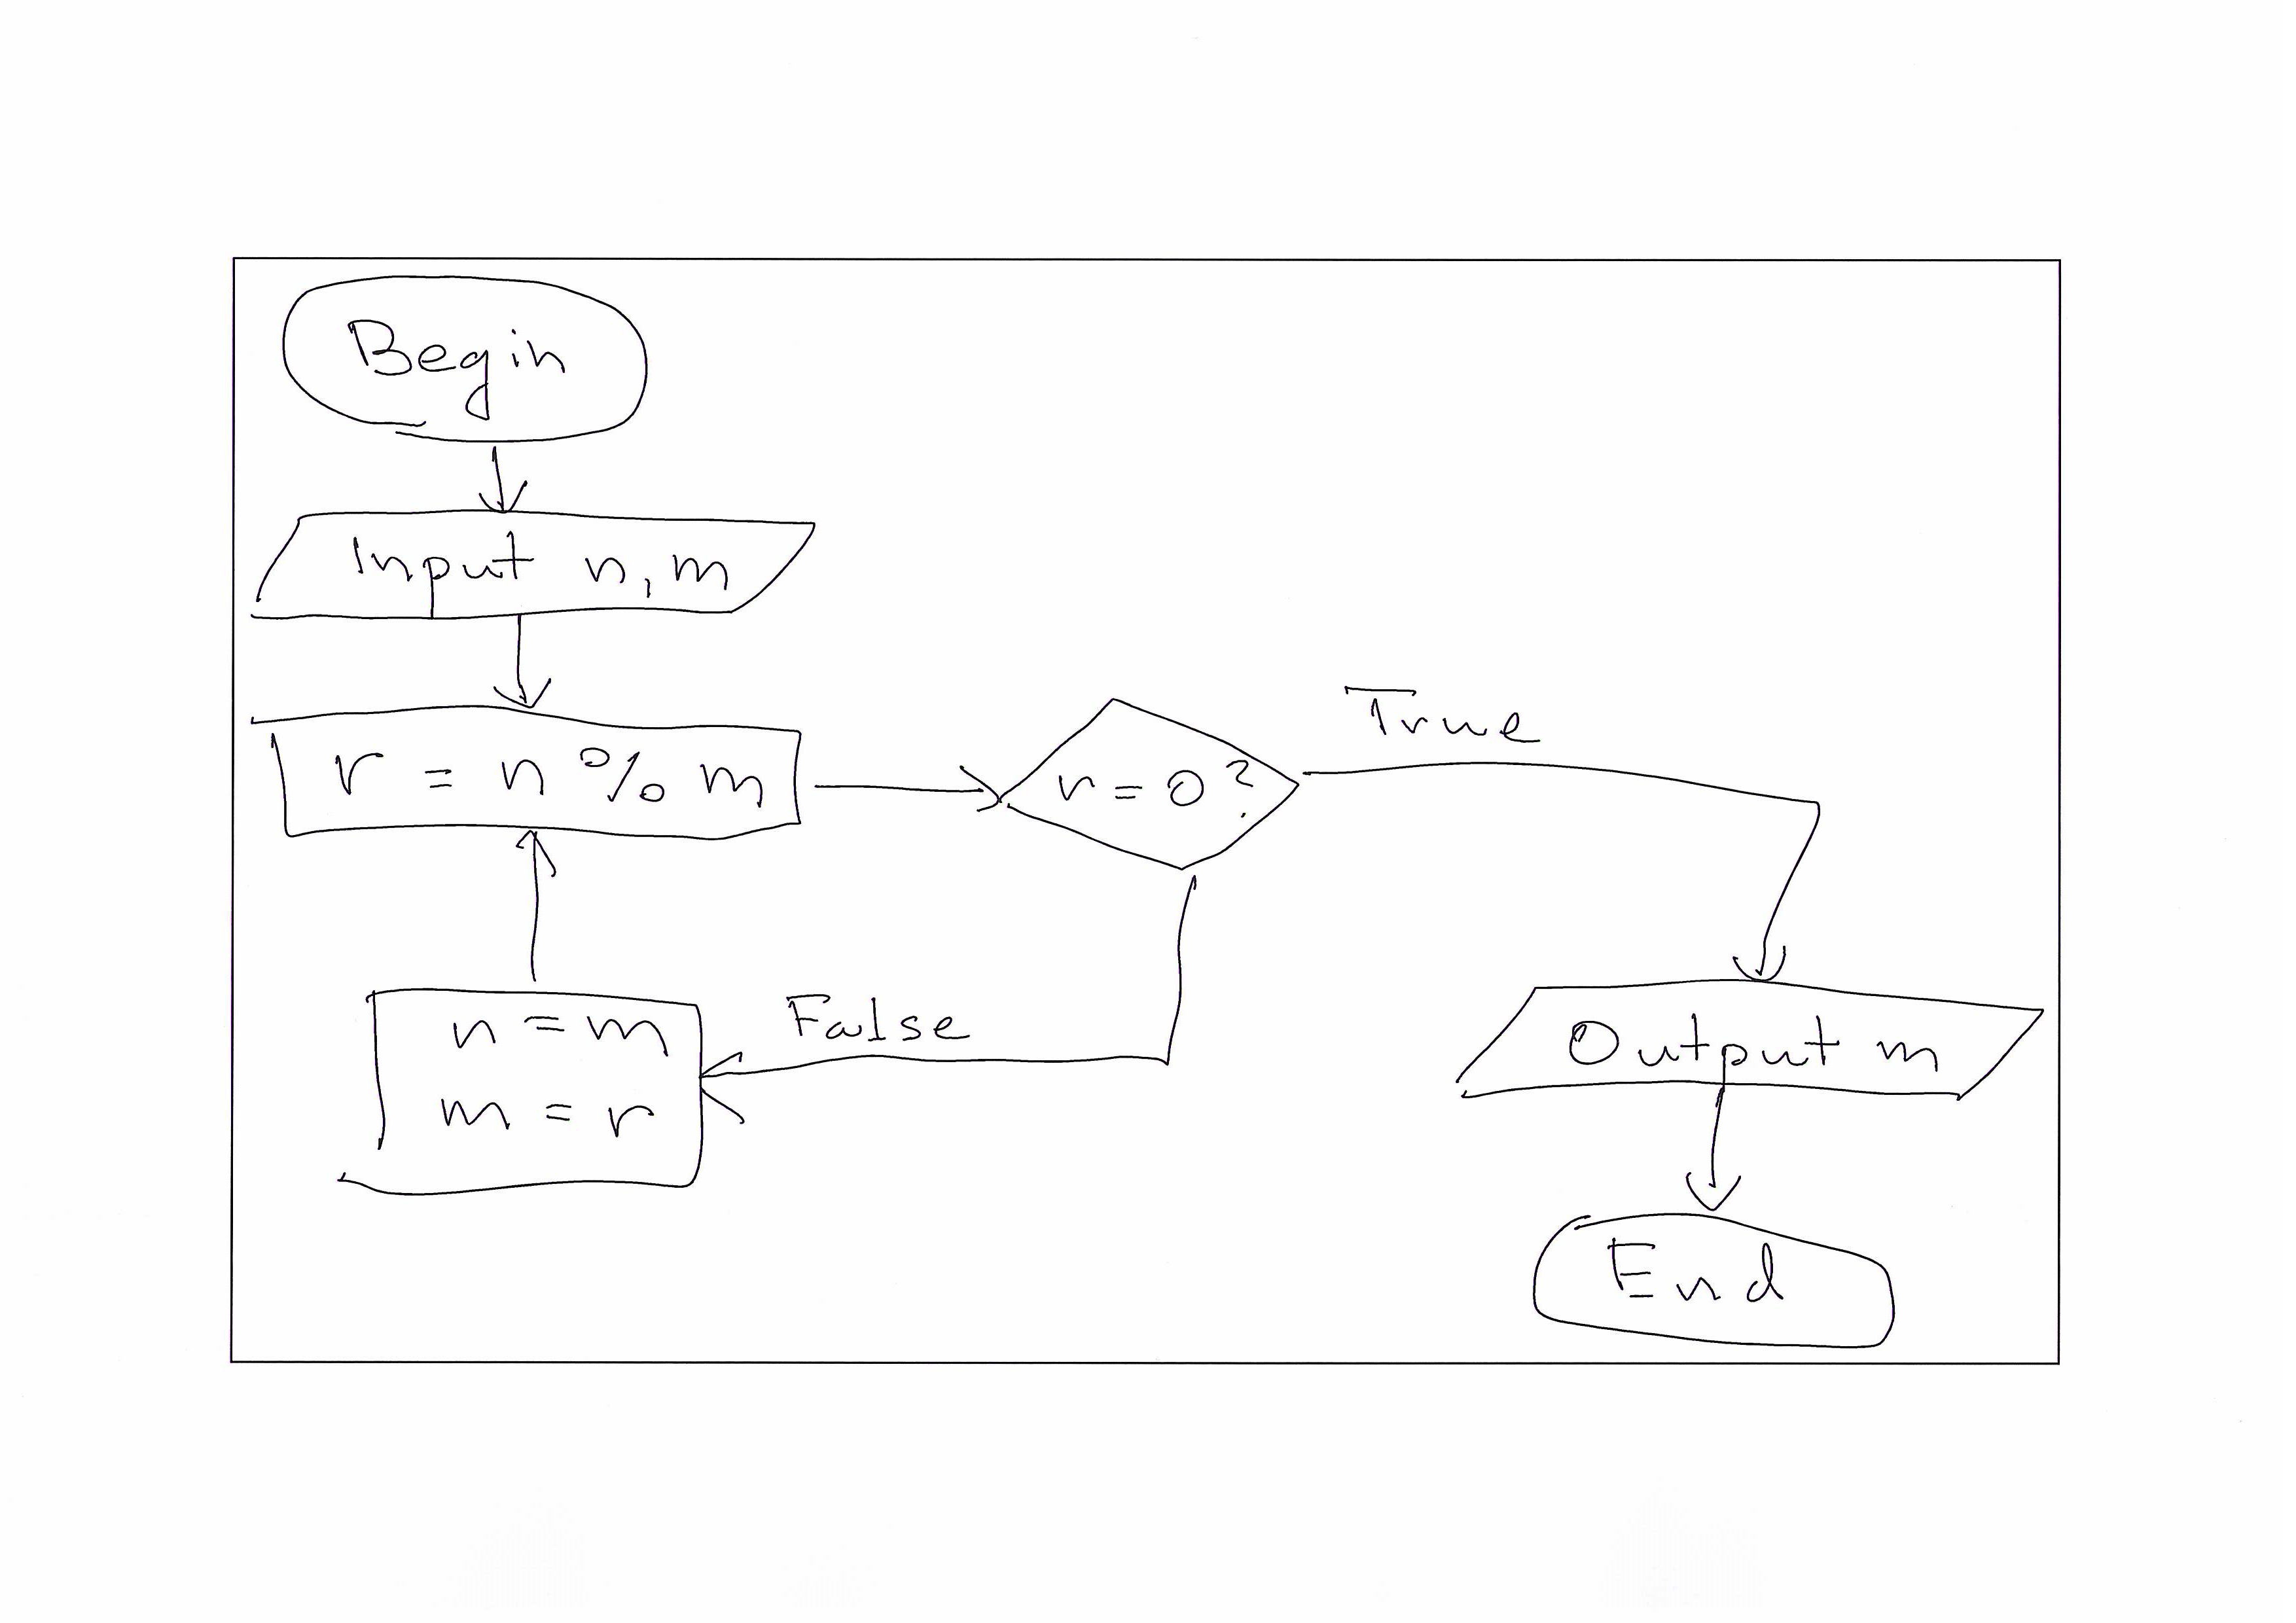 Begin
Input n, m
r = n % m
r = 0 ?
True
False
n = m
m = r
Output m
End